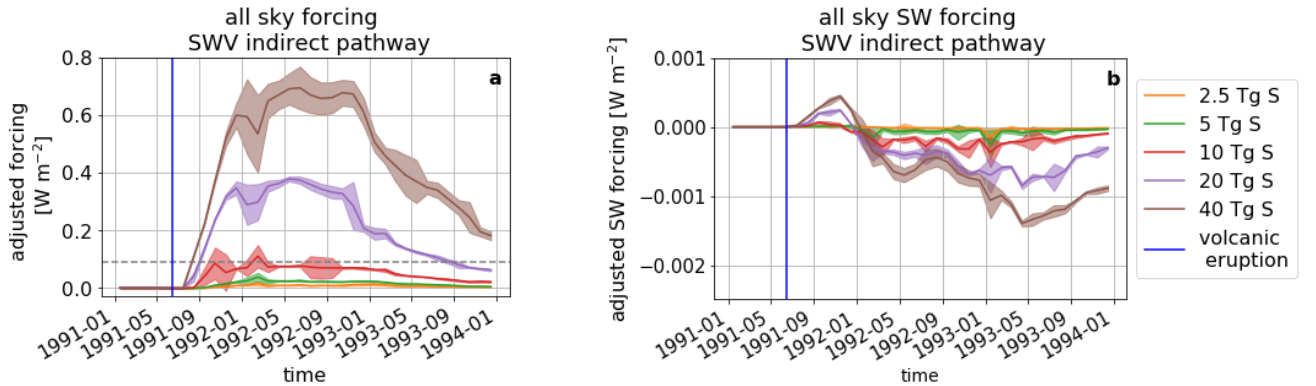 all sky forcing
SWV indirect pathway
adjusted forcing
[W m⁻²]
0.8
0.6
0.4
0.2
0.0
a
1991-01
1991-05
1991-09
1992-01
1992-05
1992-09
1993-01
1993-05
1993-09
1994-01
time
all sky SW forcing
SWV indirect pathway
adjusted SW forcing [W m⁻²]
0.001
0.000
−0.001
−0.002
b
1991-01
1991-05
1991-09
1992-01
1992-05
1992-09
1993-01
1993-05
1993-09
1994-01
time
2.5 Tg S
5 Tg S
10 Tg S
20 Tg S
40 Tg S
volcanic
eruption